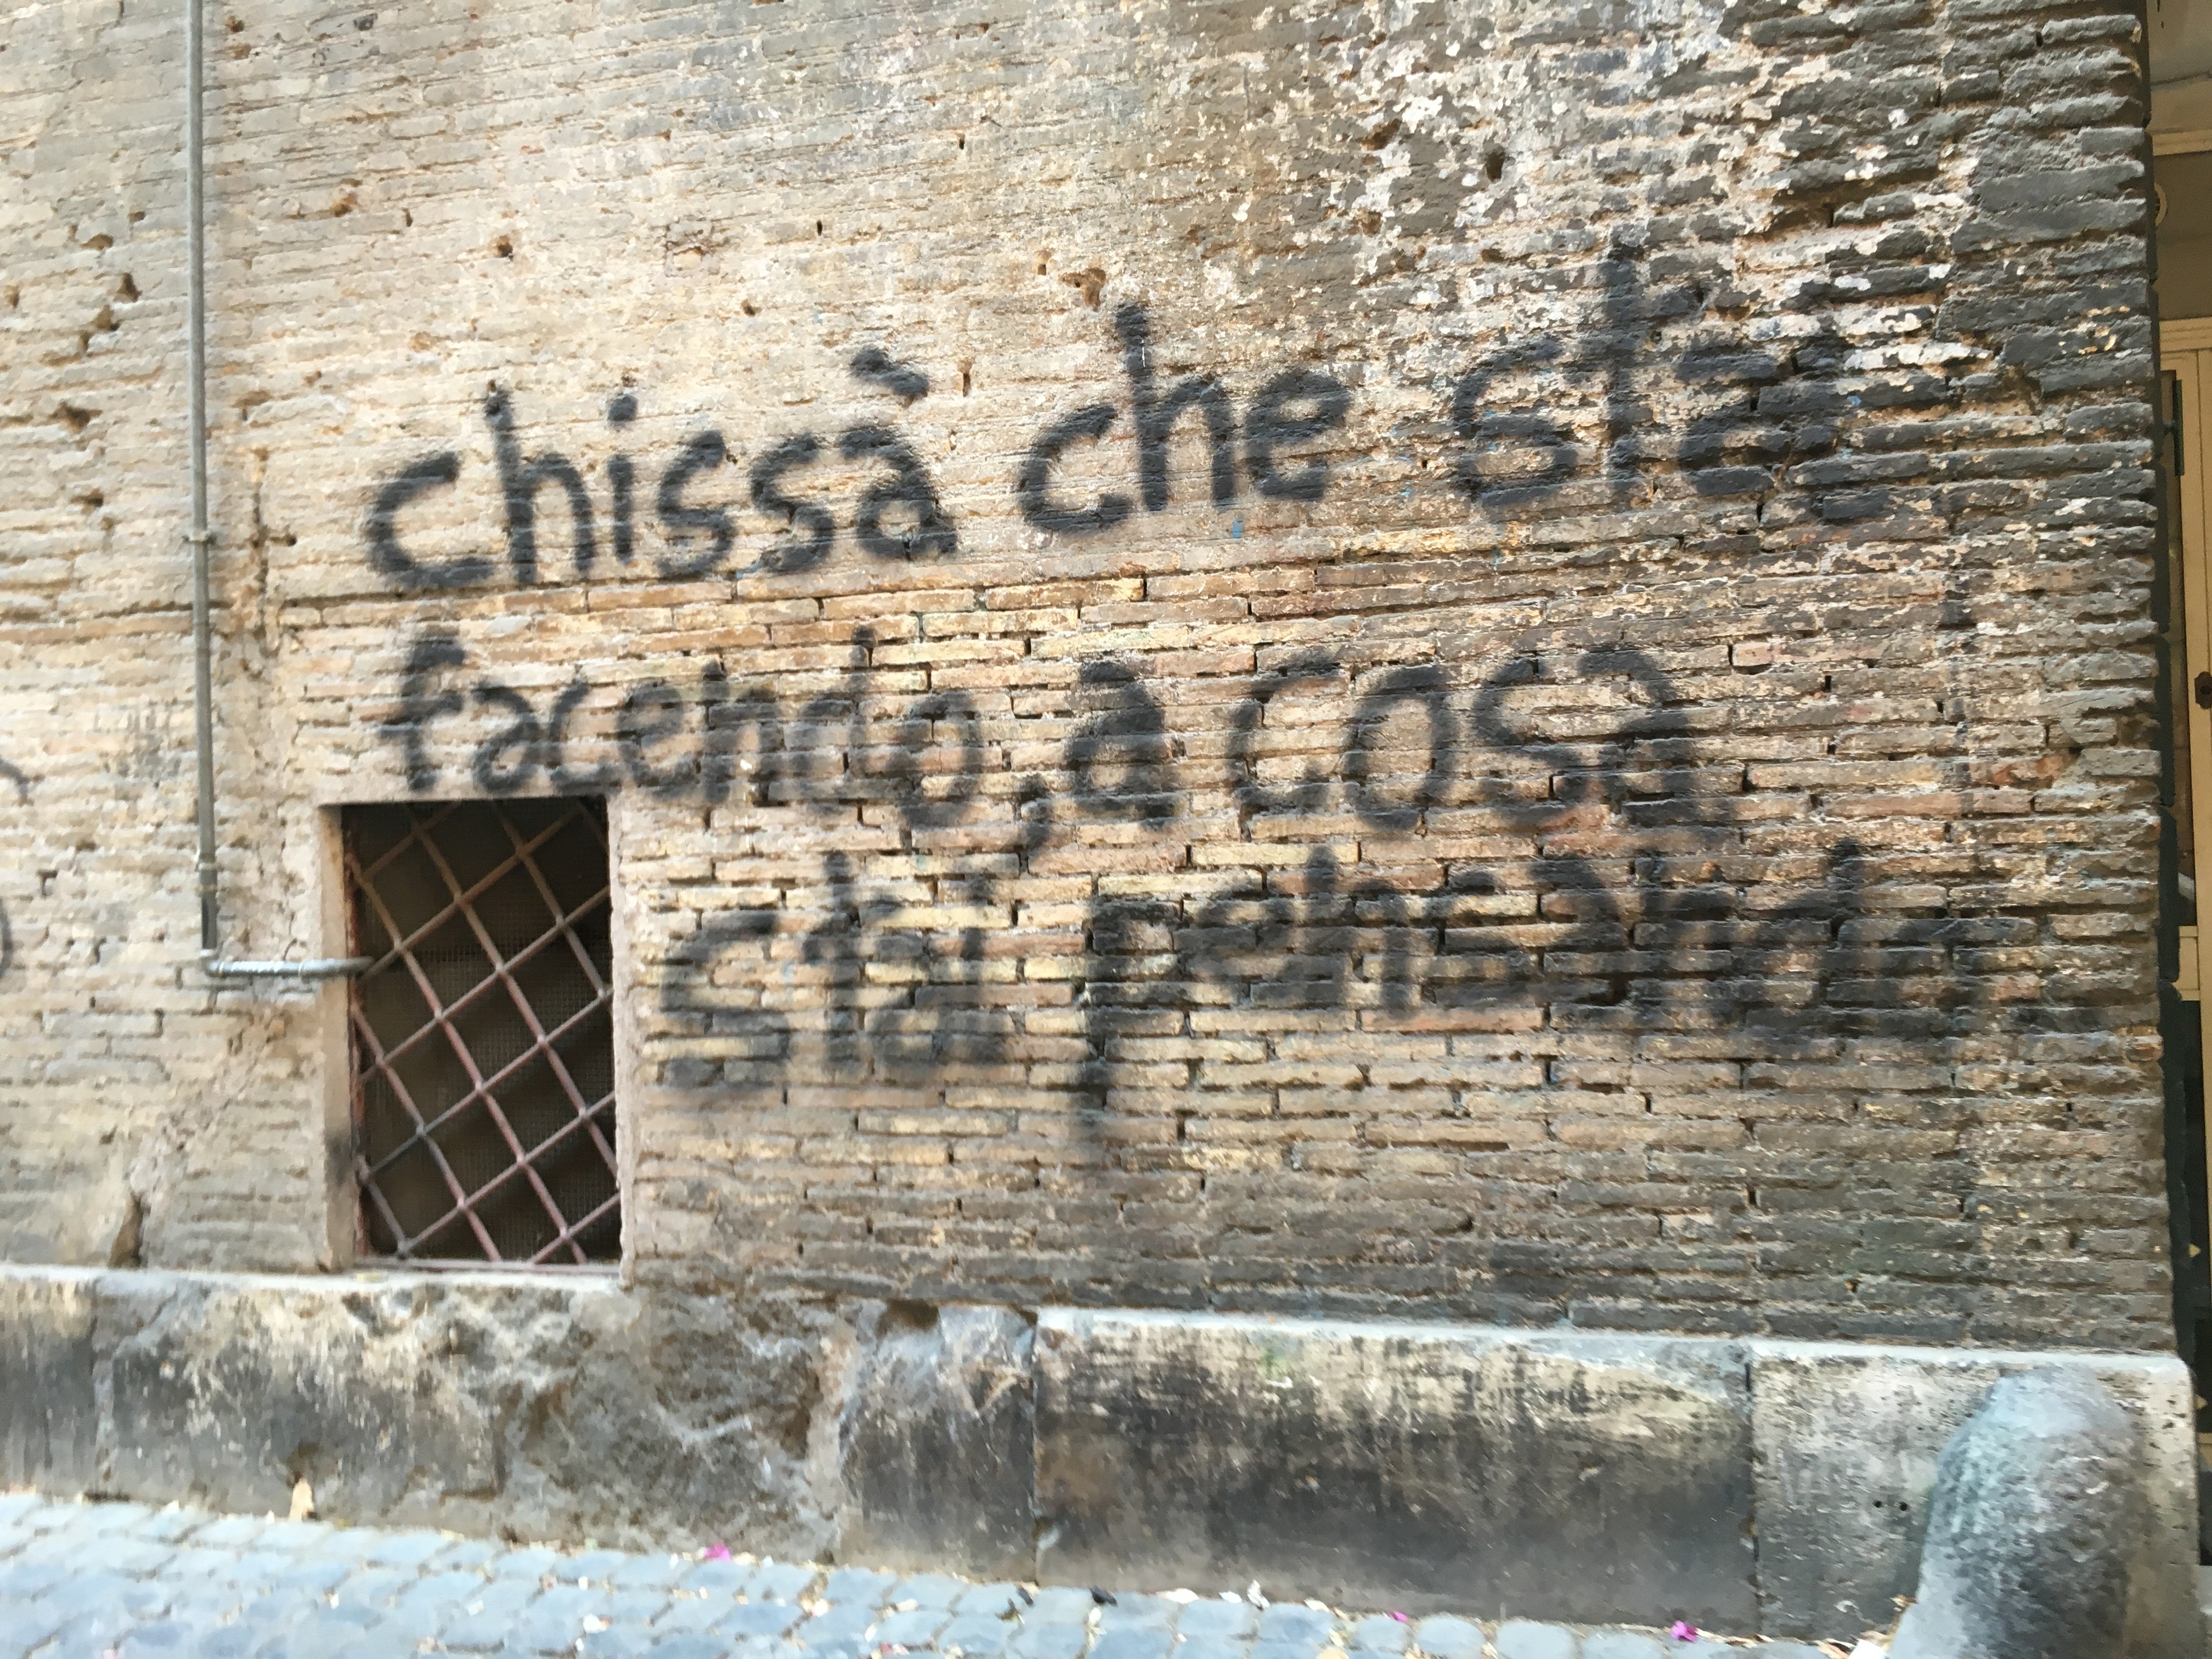 chissà che stai
facendo, a cosa
stai pensando